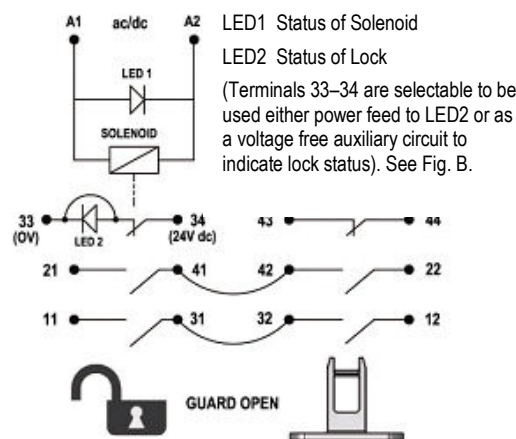 A1 ac/dc A2
LED1 Status of Solenoid
LED2 Status of Lock
(Terminals 33–34 are selectable to be
used either power feed to LED2 or as
a voltage free auxiliary circuit to
indicate lock status). See Fig. B.
LED 1
SOLENOID
33 34 43 44
(OV) LED 2 (24V dc)
21 41 42 22
11 31 32 12
GUARD OPEN